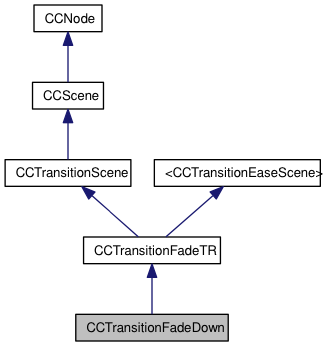 CCNode
CCScene
CCTransitionScene
<CCTransitionEaseScene>
CCTransitionFadeTR
CCTransitionFadeDown